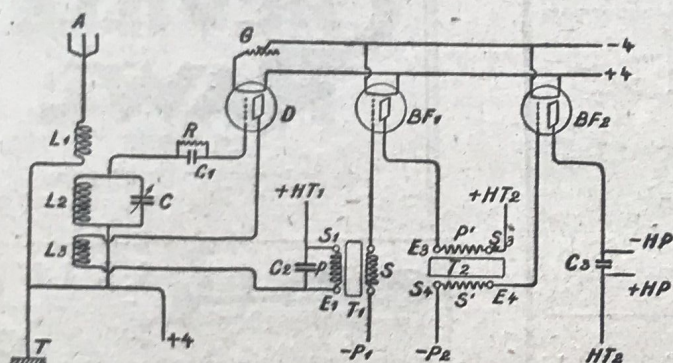 A
G
-4
+4
D
BF1
BF2
L1
R
C1
L2
C
L3
+HT1
+HT2
S1
C2
P
S
E1
T1
E3
P'
S3
T2
S4
S'
E4
C3
-HP
+HP
T
+4
-P1
-P2
HT2